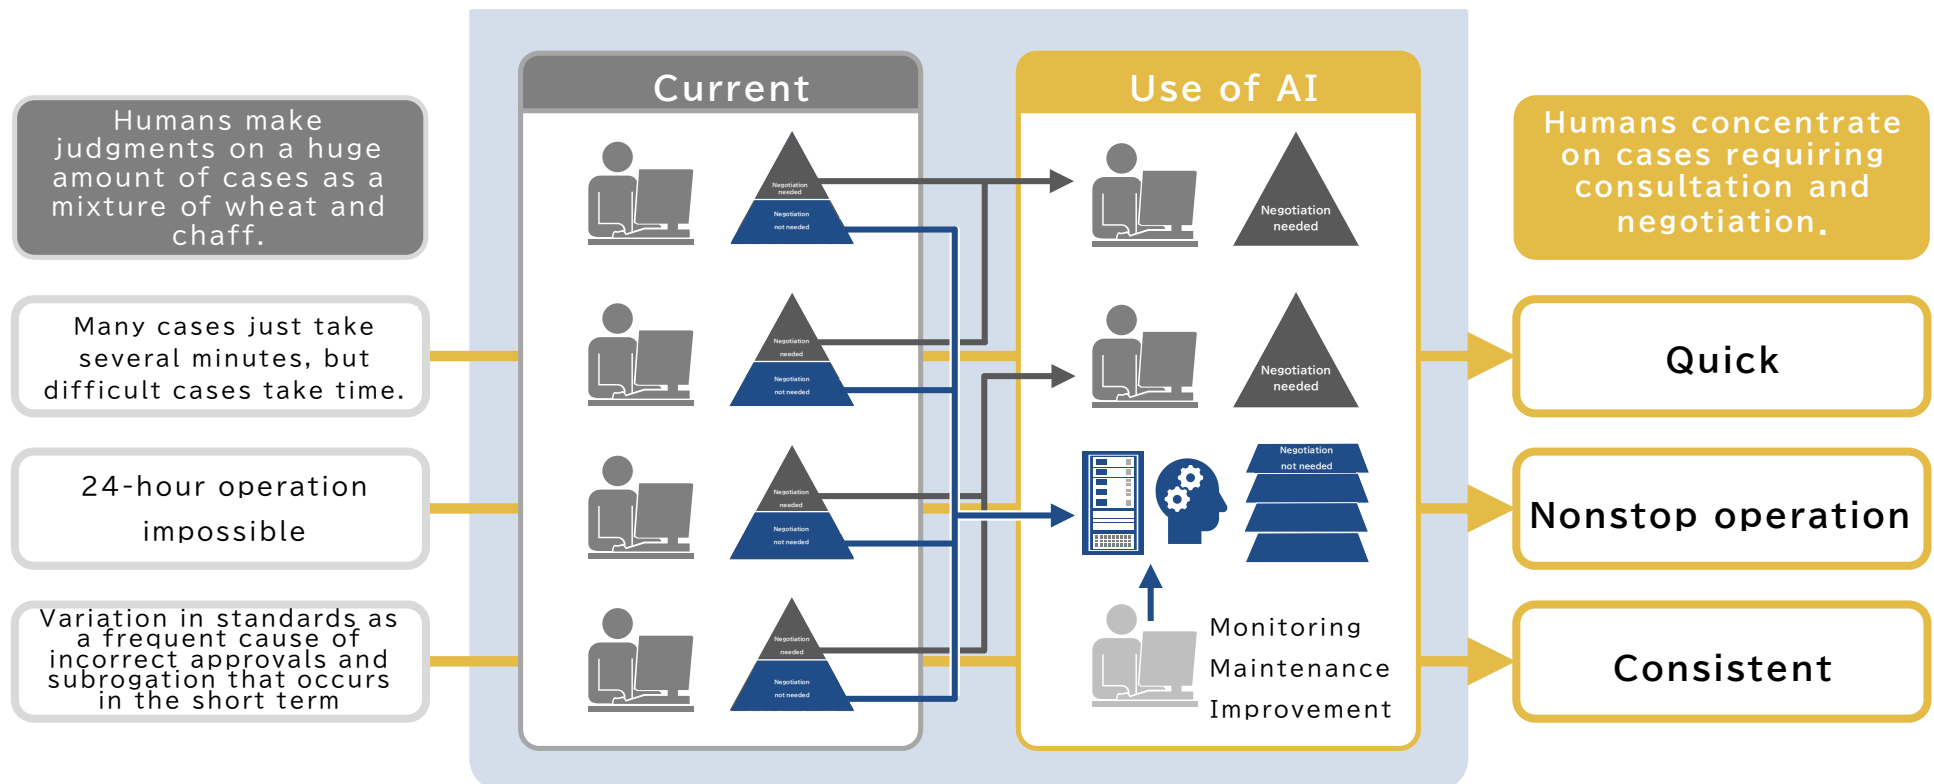 Humans make
judgments on a huge
amount of cases as a
mixture of wheat and
chaff.
Many cases just take
several minutes, but
difficult cases take time.
24-hour operation
impossible
Variation in standards as
a frequent cause of
incorrect approvals and
subrogation that occurs
in the short term
Current
Negotiation
needed
Negotiation
not needed
Negotiation
needed
Negotiation
not needed
Negotiation
needed
Negotiation
not needed
Negotiation
needed
Negotiation
not needed
Use of AI
Negotiation
needed
Negotiation
needed
Negotiation
not needed
Monitoring
Maintenance
Improvement
Humans concentrate
on cases requiring
consultation and
negotiation.
Quick
Nonstop operation
Consistent